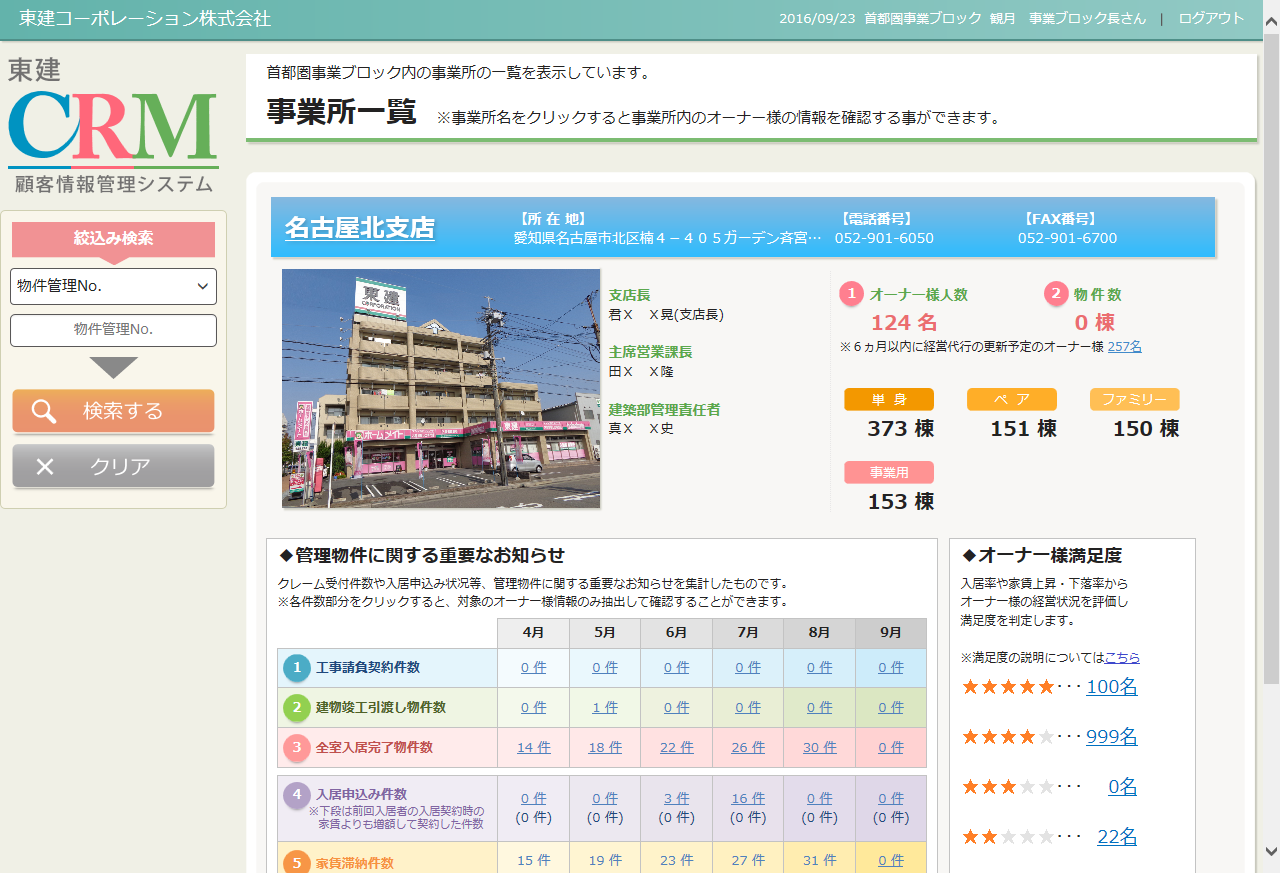 東建コーポレーション株式会社
2016/09/23 首都圏事業ブロック 観月 事業ブロック長さん | ログアウト
東建
CRM
顧客情報管理システム
絞込み検索
物件管理No.
物件管理No.
検索する
クリア
首都圏事業ブロック内の事業所の一覧を表示しています。
事業所一覧 ※事業所名をクリックすると事業所内のオーナー様の情報を確認する事ができます。
名古屋北支店
【所 在 地】 【電話番号】 【FAX番号】
愛知県名古屋市北区楠４－４０５ガーデン斉宮… 052-901-6050 052-901-6700
東建
CORPORATION
ホームメイト
東建
支店長
君X X晃(支店長)
主席営業課長
田X X隆
建築部管理責任者
真X X史
1 オーナー様人数 2 物件数
124 名 0 棟
※６ヵ月以内に経営代行の更新予定のオーナー様 257名
単 身 ペ ア ファミリー
373 棟 151 棟 150 棟
事業用
153 棟
◆管理物件に関する重要なお知らせ
クレーム受付件数や入居申込み状況等、管理物件に関する重要なお知らせを集計したものです。
※各件数部分をクリックすると、対象のオーナー様情報のみ抽出して確認することができます。
4月 5月 6月 7月 8月 9月
1 工事請負契約件数 0 件 0 件 0 件 0 件 0 件 0 件
2 建物竣工引渡し物件数 0 件 1 件 0 件 0 件 0 件 0 件
3 全室入居完了物件数 14 件 18 件 22 件 26 件 30 件 0 件
4 入居申込み件数 0 件 0 件 3 件 16 件 0 件 0 件
※下段は前回入居者の入居契約時の
家賃よりも増額して契約した件数 (0 件) (0 件) (0 件) (0 件) (0 件) (0 件)
5 家賃滞納件数 15 件 19 件 23 件 27 件 31 件 0 件
◆オーナー様満足度
入居率や家賃上昇・下落率から
オーナー様の経営状況を評価し
満足度を判定します。
※満足度の説明についてはこちら
★★★★★･･･ 100名
★★★★★･･･ 999名
★★★★★･･･ 0名
★★★★★･･･ 22名